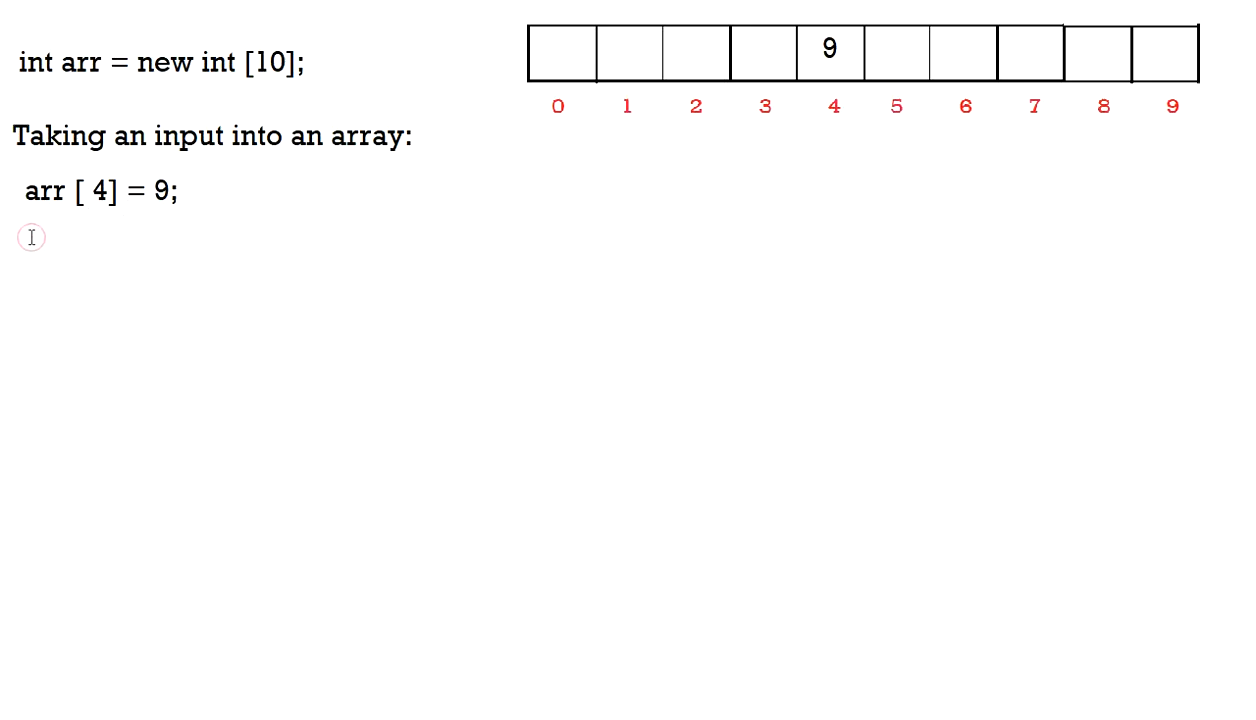 int arr = new int [10];
9
0 1 2 3 4 5 6 7 8 9
Taking an input into an array:
arr [ 4] = 9;